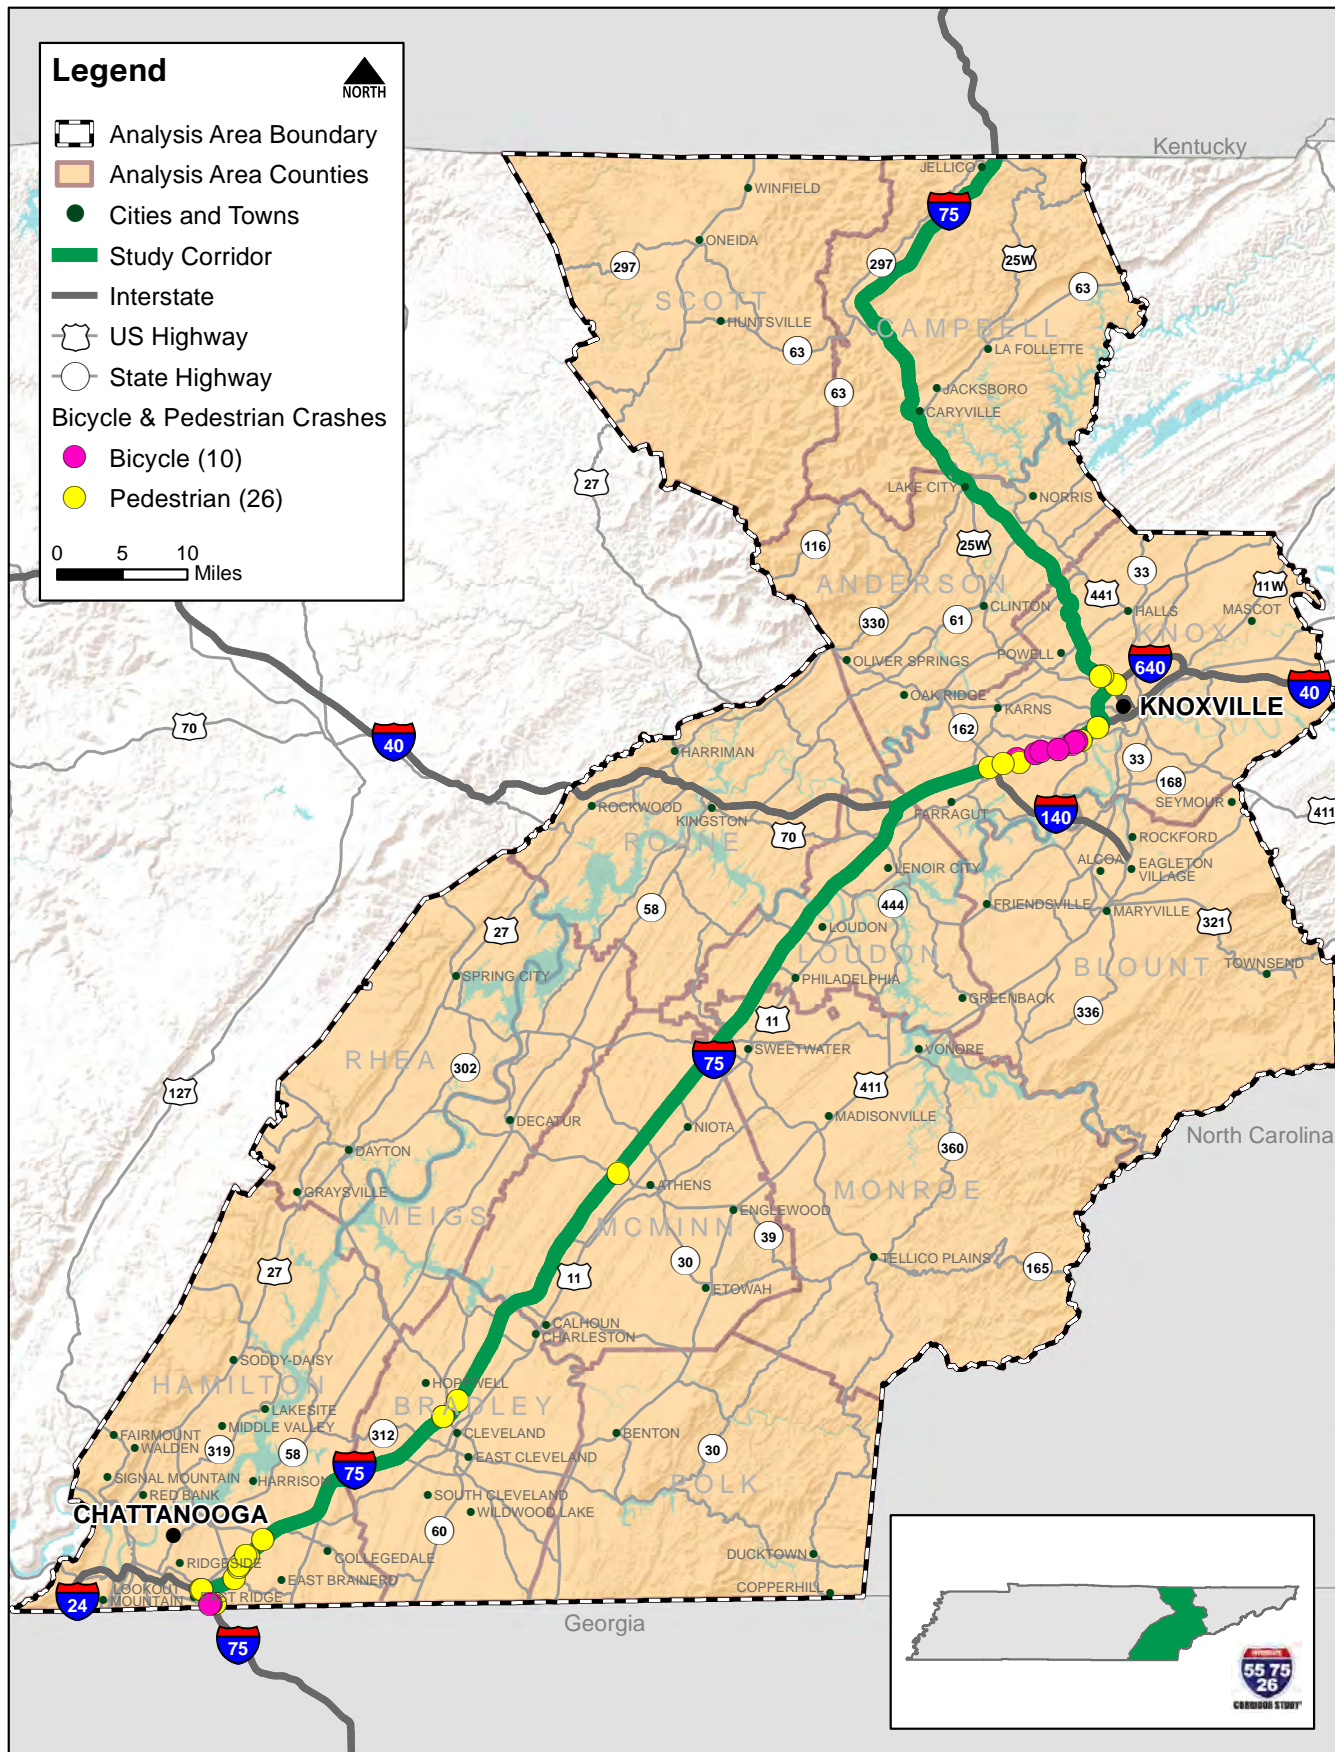 Legend
NORTH
Analysis Area Boundary
Analysis Area Counties
Cities and Towns
Study Corridor
Interstate
US Highway
State Highway
Bicycle & Pedestrian Crashes
Bicycle (10)
Pedestrian (26)
0 5 10
Miles
Kentucky
JELLICO
WINFIELD
75
ONEIDA
297
297
25W
63
SCOTT
HUNTSVILLE
CAMPBELL
63
LA FOLLETTE
63
JACKSBORO
CARYVILLE
27
LAKE CITY
NORRIS
116
25W
33
ANDERSON
441
11W
CLINTON
HALLS
MASCOT
330
61
KNOX
POWELL
640
OLIVER SPRINGS
40
OAK RIDGE
KARNS
KNOXVILLE
70
162
40
HARRIMAN
33
168
ROCKWOOD
KINGSTON
FARRAGUT
SEYMOUR
140
411
70
ROCKFORD
ROANE
ALCOA
EAGLETON
VILLAGE
LENOIR CITY
58
444
FRIENDSVILLE
MARYVILLE
321
27
LOUDON
LOUDON
BLOUNT
TOWNSEND
SPRING CITY
PHILADELPHIA
GREENBACK
336
11
RHEA
75
SWEETWATER
VONORE
302
411
127
DECATUR
NIOTA
MADISONVILLE
North Carolina
DAYTON
360
GRAYSVILLE
ATHENS
MONROE
MEIGS
MCMINN
ENGLEWOOD
39
TELLICO PLAINS
30
165
27
11
ETOWAH
CALHOUN
CHARLESTON
SODDY-DAISY
HAMILTON
HOPEWELL
BRADLEY
LAKESITE
MIDDLE VALLEY
FAIRMOUNT
WALDEN
319
58
312
CLEVELAND
BENTON
30
EAST CLEVELAND
75
SIGNAL MOUNTAIN
HARRISON
POLK
RED BANK
SOUTH CLEVELAND
CHATTANOOGA
WILDWOOD LAKE
60
COLLEGEDALE
DUCKTOWN
RIDGESIDE
EAST BRAINERD
LOOKOUT
MOUNTAIN
EAST RIDGE
COPPERHILL
24
Georgia
75
INTERSTATE
55 75
26
CORRIDOR STUDY